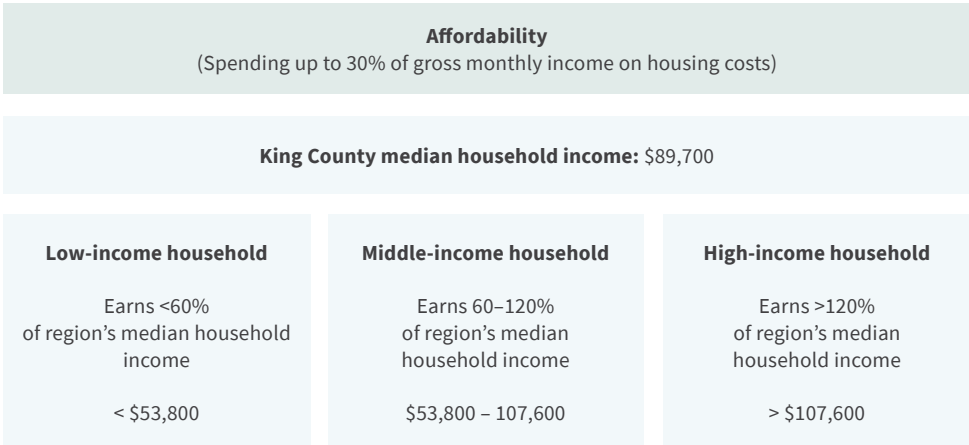 Affordability
(Spending up to 30% of gross monthly income on housing costs)
King County median household income: $89,700
Low-income household
Earns <60%
of region’s median household
income
< $53,800
Middle-income household
Earns 60–120%
of region’s median
household income
$53,800 – 107,600
High-income household
Earns >120%
of region’s median
household income
> $107,600